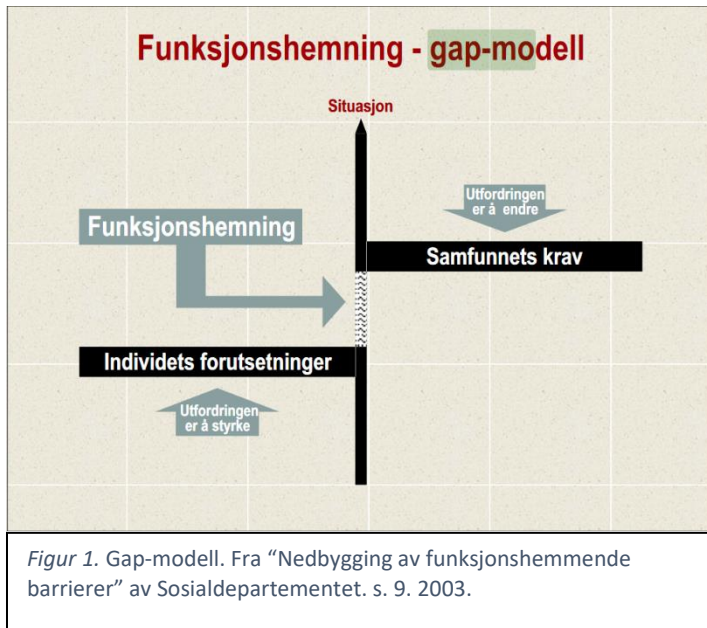 Funksjonshemning - gap-modell
Situasjon
Utfordringen
er å endre
Funksjonshemning
Samfunnets krav
Individets forutsetninger
Utfordringen
er å styrke
Figur 1. Gap-modell. Fra “Nedbygging av funksjonshemmende
barrierer” av Sosialdepartementet. s. 9. 2003.